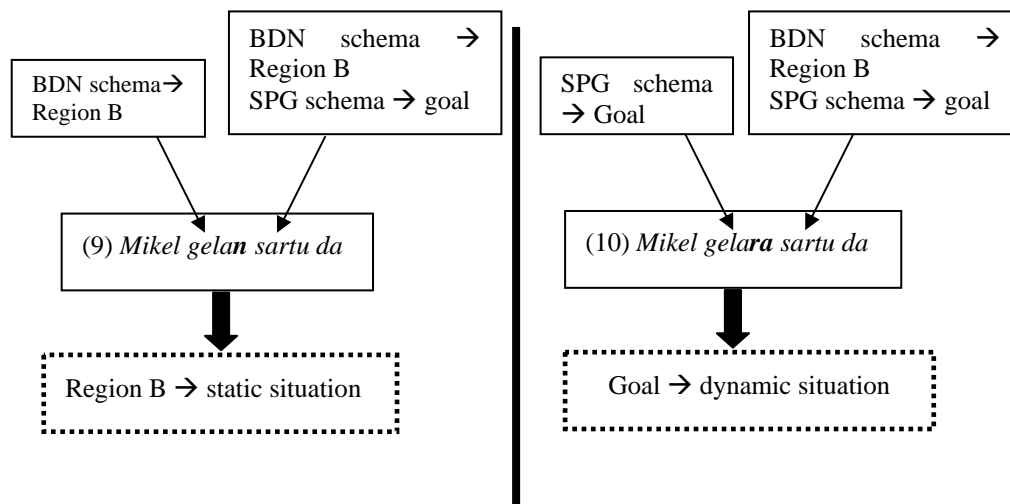 BDN schema →
Region B
BDN schema →
Region B
SPG schema → goal
(9) Mikel gelan sartu da
Region B → static situation
SPG schema
→ Goal
BDN schema →
Region B
SPG schema → goal
(10) Mikel gelara sartu da
Goal → dynamic situation